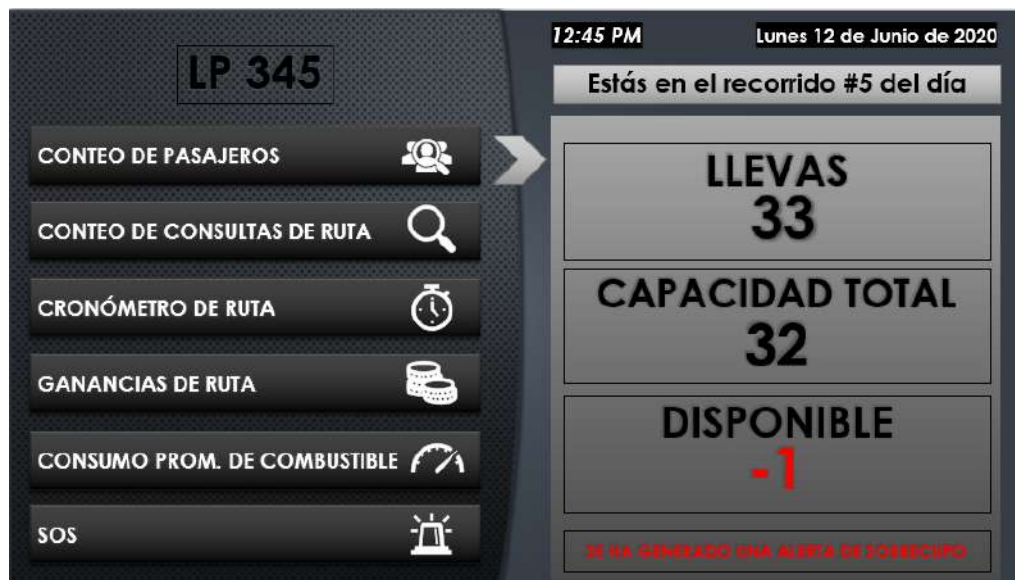 LP 345
CONTEO DE PASAJEROS
CONTEO DE CONSULTAS DE RUTA
CRONÓMETRO DE RUTA
GANANCIAS DE RUTA
CONSUMO PROM. DE COMBUSTIBLE
SOS
12:45 PM
Lunes 12 de Junio de 2020
Estás en el recorrido #5 del día
LLEVAS
33
CAPACIDAD TOTAL
32
DISPONIBLE
-1
SE HA GENERADO UNA ALERTA DE SOBRECUPO